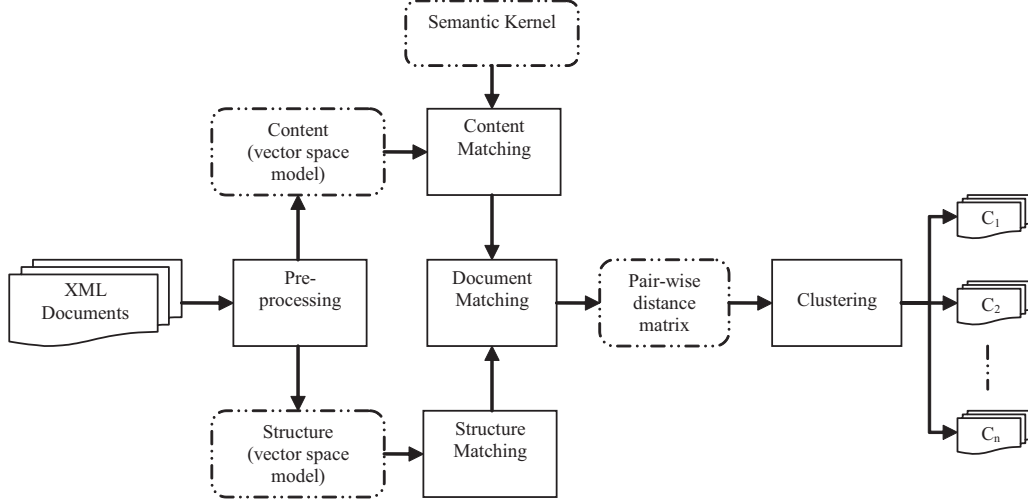 Semantic Kernel
Content
(vector space
model)
Content
Matching
XML
Documents
Pre-
processing
Document
Matching
Pair-wise
distance
matrix
Clustering
C1
C2
Cn
Structure
(vector space
model)
Structure
Matching